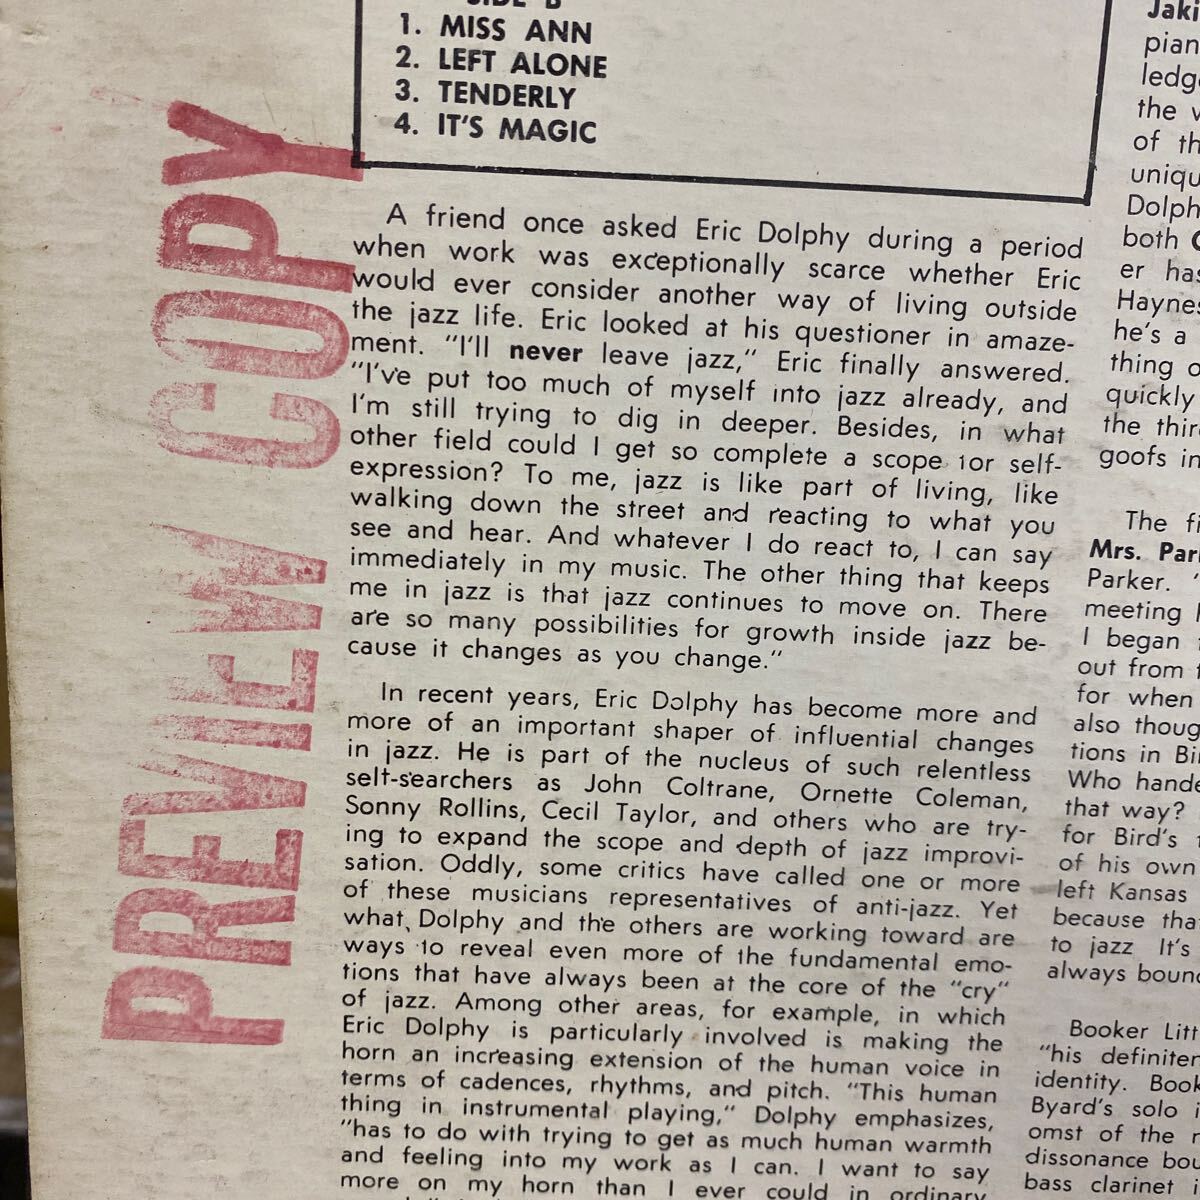 SIDE B
1. MISS ANN
2. LEFT ALONE
3. TENDERLY
4. IT'S MAGIC
PREVIEW COPY
A friend once asked Eric Dolphy during a period
when work was exceptionally scarce whether Eric
would ever consider another way of living outside
the jazz life. Eric looked at his questioner in amaze-
ment. "I'll never leave jazz," Eric finally answered.
"I've put too much of myself into jazz already, and
I'm still trying to dig in deeper. Besides, in what
other field could I get so complete a scope for self-
expression? To me, jazz is like part of living, like
walking down the street and reacting to what you
see and hear. And whatever I do react to, I can say
immediately in my music. The other thing that keeps
me in jazz is that jazz continues to move on. There
are so many possibilities for growth inside jazz be-
cause it changes as you change."
In recent years, Eric Dolphy has become more and
more of an important shaper of influential changes
in jazz. He is part of the nucleus of such relentless
self-searchers as John Coltrane, Ornette Coleman,
Sonny Rollins, Cecil Taylor, and others who are try-
ing to expand the scope and depth of jazz improvi-
sation. Oddly, some critics have called one or more
of these musicians representatives of anti-jazz. Yet
what Dolphy and the others are working toward are
ways to reveal even more of the fundamental emo-
tions that have always been at the core of the "cry"
of jazz. Among other areas, for example, in which
Eric Dolphy is particularly involved is making the
horn an increasing extension of the human voice in
terms of cadences, rhythms, and pitch. "This human
thing in instrumental playing," Dolphy emphasizes,
"has to do with trying to get as much human warmth
and feeling into my work as I can. I want to say
more on my horn than I ever could in ordinary
Jaki
pian
ledg
the v
of th
uniqu
Dolph
both
er has
Haynes
he's a
thing o
quickly
the thir
goofs in
The fi
Mrs. Par
Parker. "
meeting
I began
out from
for when
also thoug
tions in Bi
Who hande
that way?
for Bird's
of his own
left Kansas
because tha
to jazz It's
always bound
Booker Litt
"his definiten
identity. Book
Byard's solo i
omst of the r
dissonance bou
bass clarinet i